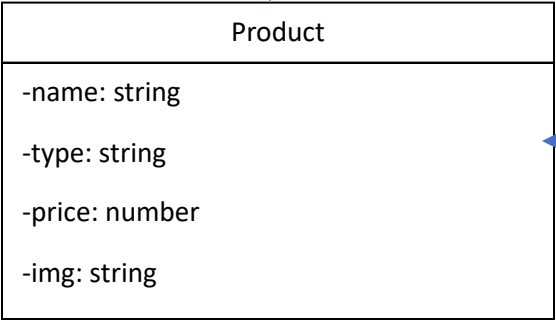 Product
-name: string
-type: string
-price: number
-img: string